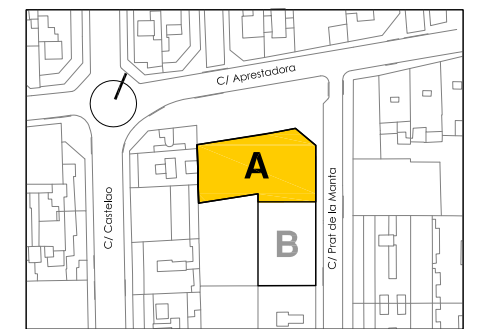 C/ Aprestadora
A
C/ Castelao
C/ Prat de la Manta
B